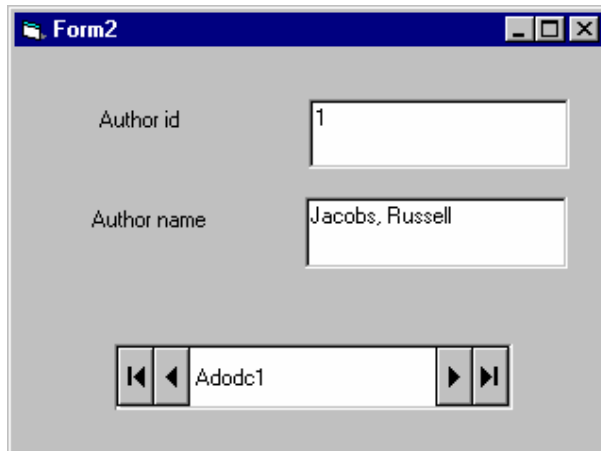 Form2
Author id
1
Author name
Jacobs, Russell
Adodc1